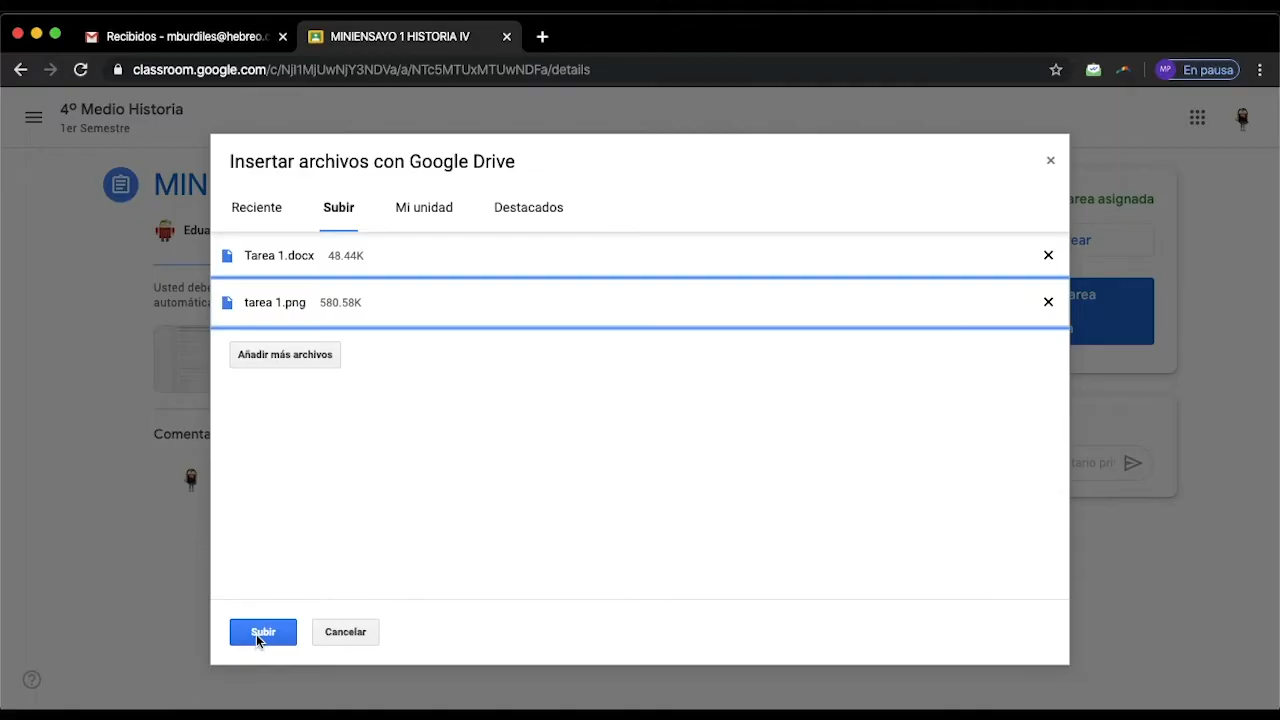 Recibidos - mburdiles@hebreo.c
MINIENSAYO 1 HISTORIA IV
classroom.google.com/c/NjI1MjUwNjY3NDVa/a/NTc5MTUxMTUwNDFa/details
MP En pausa
4º Medio Historia
1er Semestre
Insertar archivos con Google Drive
MIN
area asignada
Reciente Subir Mi unidad Destacados
Edua
ear
Tarea 1.docx 48.44K
Usted debe
automática
area
tarea 1.png 580.58K
Añadir más archivos
Comenta
tario pri
Subir Cancelar